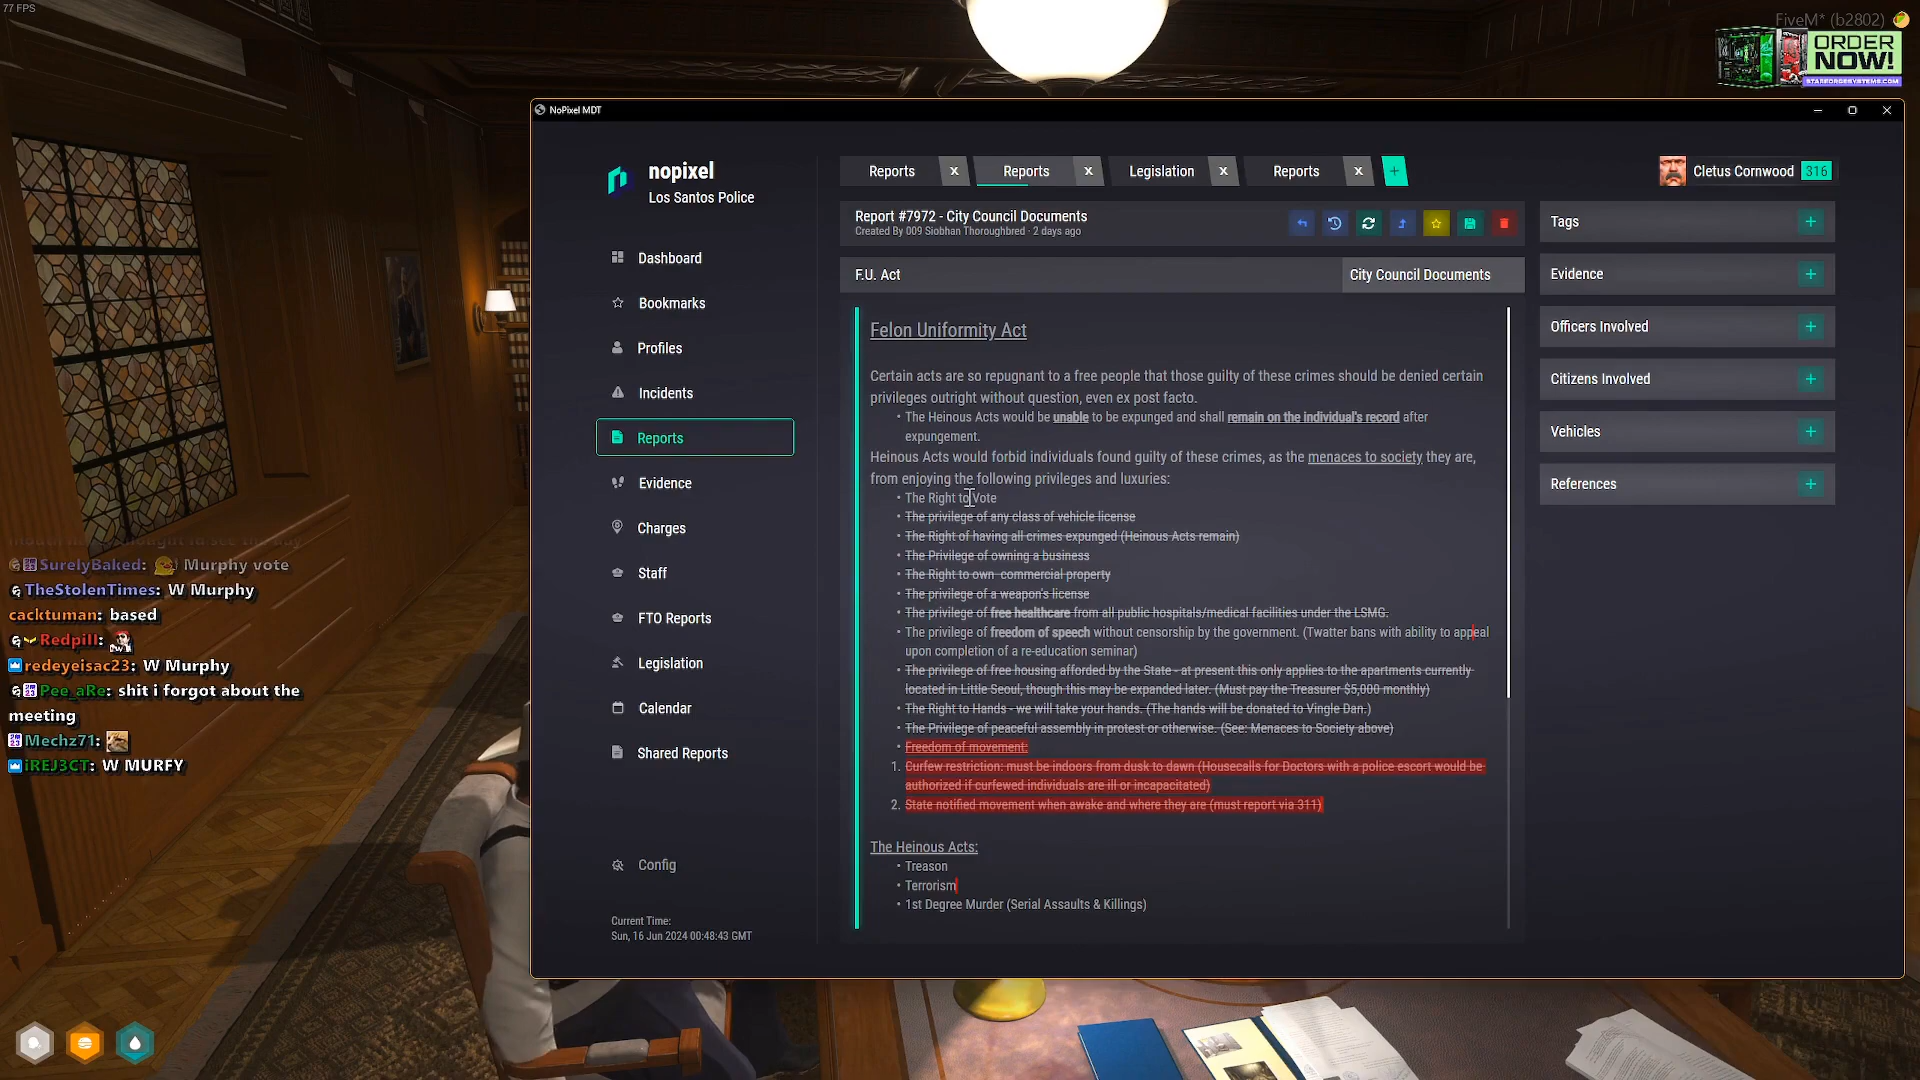 77 FPS
FiveM* (b2802)
ORDER
NOW!
STARFORGESYSTEMS.COM
NoPixel MDT
nopixel
Los Santos Police
Reports x
Reports x
Legislation x
Reports x
+
Cletus Cornwood 316
Report #7972 - City Council Documents
Created By 009 Siobhan Thoroughbred · 2 days ago
F.U. Act
City Council Documents
Dashboard
Bookmarks
Profiles
Incidents
Reports
Evidence
Charges
Staff
FTO Reports
Legislation
Calendar
Shared Reports
Config
Current Time:
Sun, 16 Jun 2024 00:48:43 GMT
Felon Uniformity Act
Certain acts are so repugnant to a free people that those guilty of these crimes should be denied certain
privileges outright without question, even ex post facto.
• The Heinous Acts would be unable to be expunged and shall remain on the individual's record after
expungement.
Heinous Acts would forbid individuals found guilty of these crimes, as the menaces to society they are,
from enjoying the following privileges and luxuries:
• The Right to Vote
• The privilege of any class of vehicle license
• The Right of having all crimes expunged (Heinous Acts remain)
• The Privilege of owning a business
• The Right to own commercial property
• The privilege of a weapon's license
• The privilege of free healthcare from all public hospitals/medical facilities under the LSMG.
• The privilege of freedom of speech without censorship by the government. (Twatter bans with ability to appeal
upon completion of a re-education seminar)
• The privilege of free housing afforded by the State - at present this only applies to the apartments currently
located in Little Seoul, though this may be expanded later. (Must pay the Treasurer $5,000 monthly)
• The Right to Hands - we will take your hands. (The hands will be donated to Vingle Dan.)
• The Privilege of peaceful assembly in protest or otherwise. (See: Menaces to Society above)
• Freedom of movement:
1. Curfew restriction: must be indoors from dusk to dawn (Housecalls for Doctors with a police escort would be
authorized if curfewed individuals are ill or incapacitated)
2. State notified movement when awake and where they are (must report via 311)
The Heinous Acts:
• Treason
• Terrorism
• 1st Degree Murder (Serial Assaults & Killings)
Tags +
Evidence +
Officers Involved +
Citizens Involved +
Vehicles +
References +
SurelyBaked: Murphy vote
TheStolenTimes: W Murphy
cacktuman: based
Redpill:
redeyeisac23: W Murphy
Pee_aRe: shit i forgot about the
meeting
Mechz71:
iREJ3CT: W MURFY